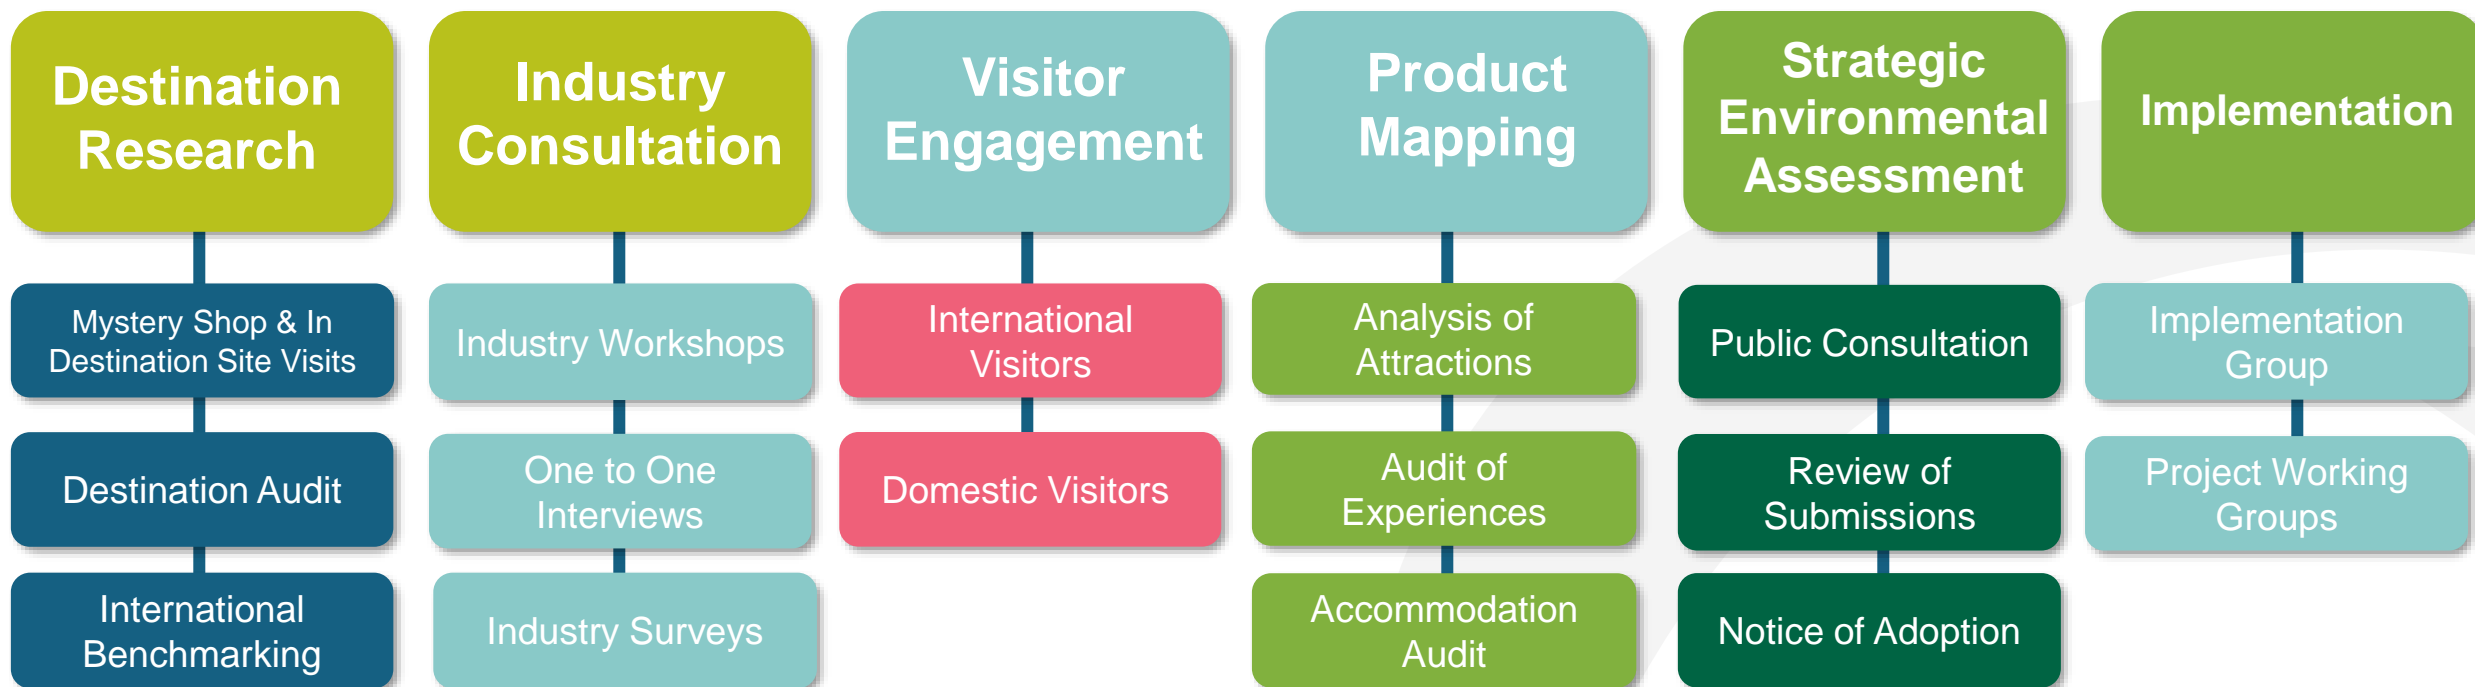 Destination
Research
Industry
Consultation
Visitor
Engagement
Product
Mapping
Strategic
Environmental
Assessment
Implementation
Mystery Shop & In
Destination Site Visits
Destination Audit
International
Benchmarking
Industry Workshops
One to One
Interviews
Industry Surveys
International
Visitors
Domestic Visitors
Analysis of
Attractions
Audit of
Experiences
Accommodation
Audit
Public Consultation
Review of
Submissions
Notice of Adoption
Implementation
Group
Project Working
Groups